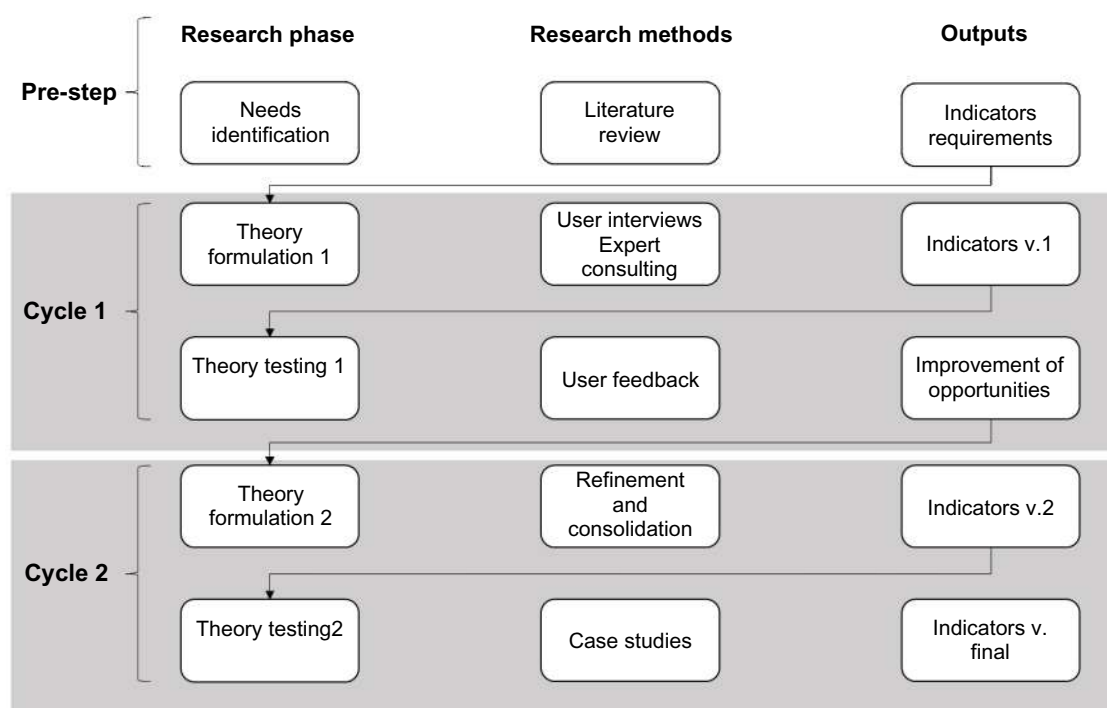 Research phase
Research methods
Outputs
Pre-step
Needs
identification
Literature
review
Indicators
requirements
Cycle 1
Theory
formulation 1
User interviews
Expert
consulting
Indicators v.1
Theory testing 1
User feedback
Improvement of
opportunities
Cycle 2
Theory
formulation 2
Refinement
and
consolidation
Indicators v.2
Theory testing2
Case studies
Indicators v.
final